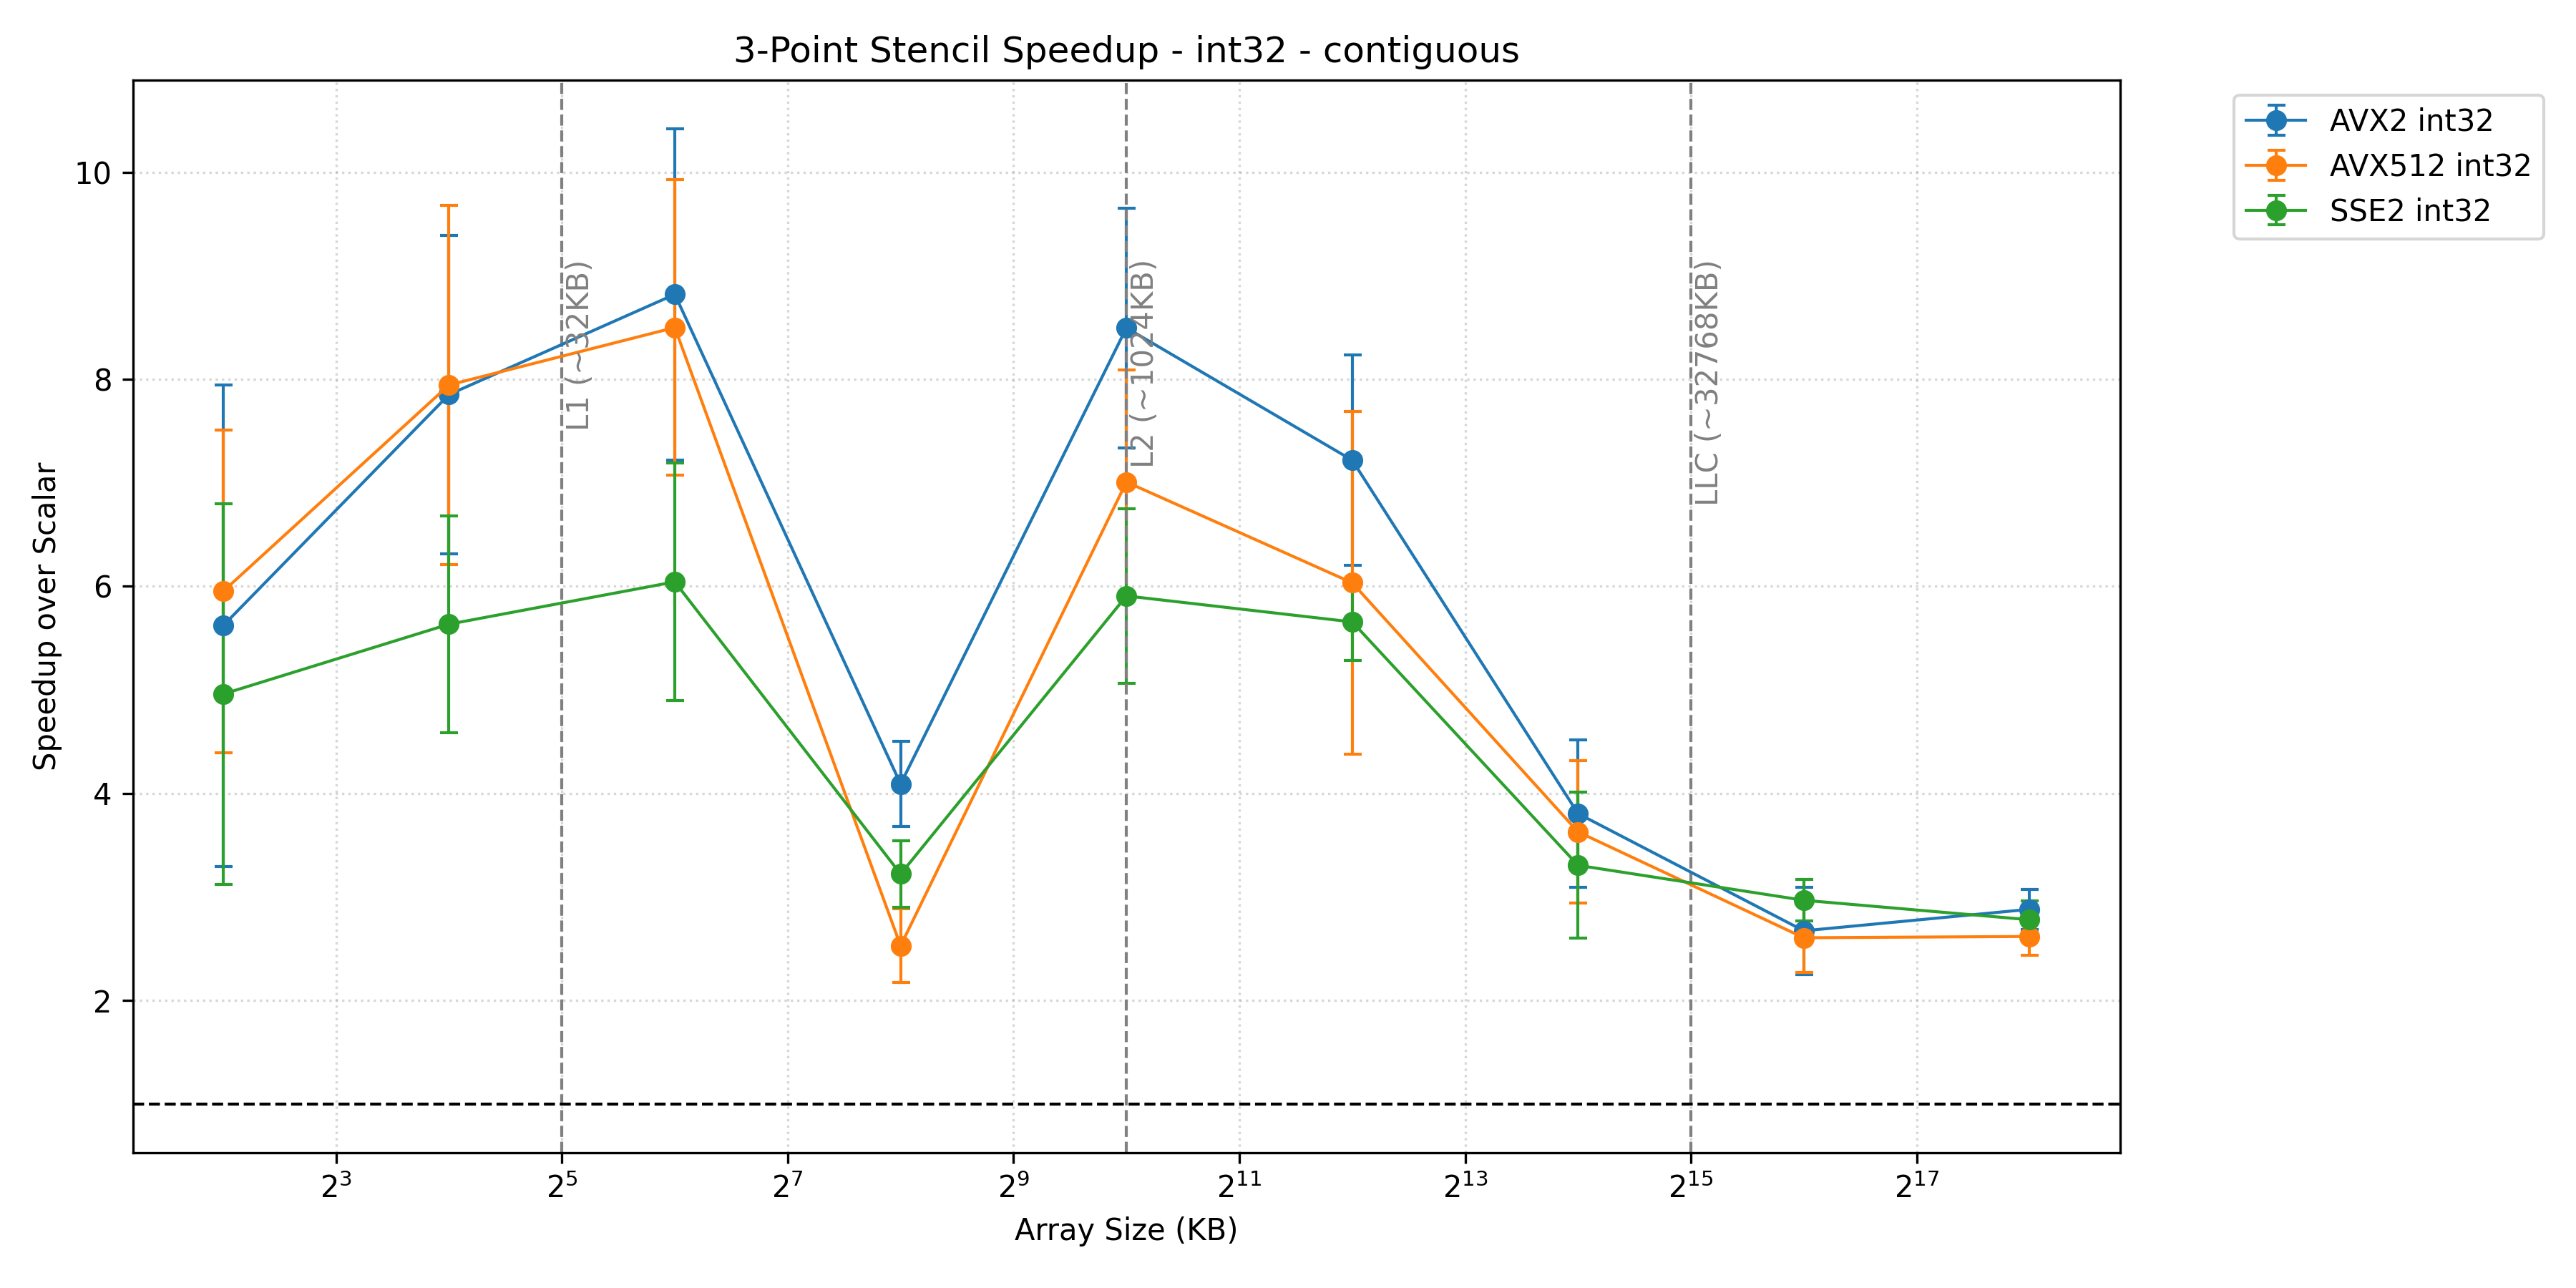 3-Point Stencil Speedup - int32 - contiguous
AVX2 int32
AVX512 int32
SSE2 int32
10
8
6
4
2
Speedup over Scalar
L1 (~32KB)
L2 (~1024KB)
LLC (~32768KB)
2³
2⁵
2⁷
2⁹
2¹¹
2¹³
2¹⁵
2¹⁷
Array Size (KB)